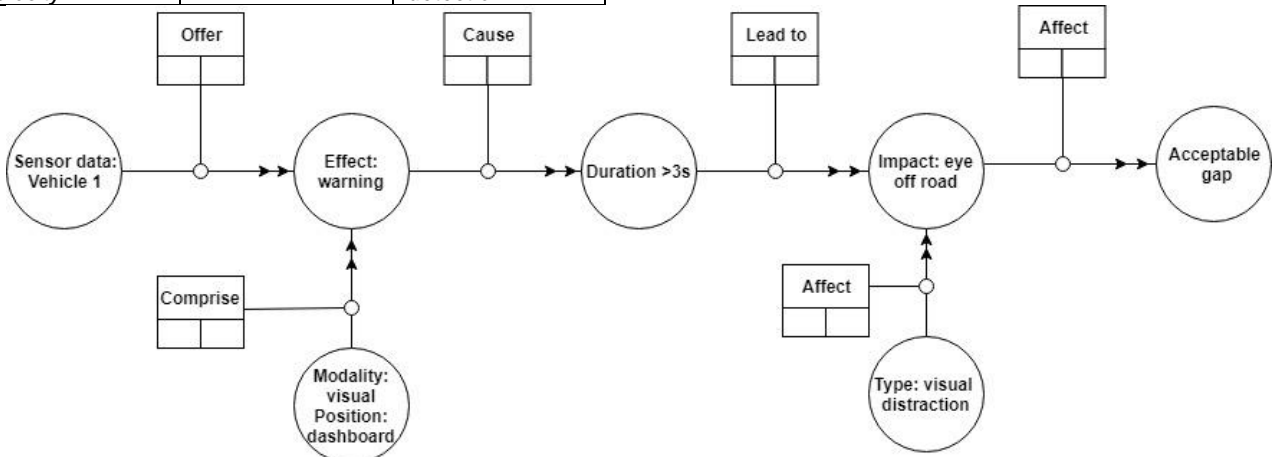 Offer
Cause
Lead to
Affect
Sensor data:
Vehicle 1
Effect:
warning
Duration >3s
Impact: eye
off road
Acceptable
gap
Comprise
Affect
Modality:
visual
Position:
dashboard
Type: visual
distraction